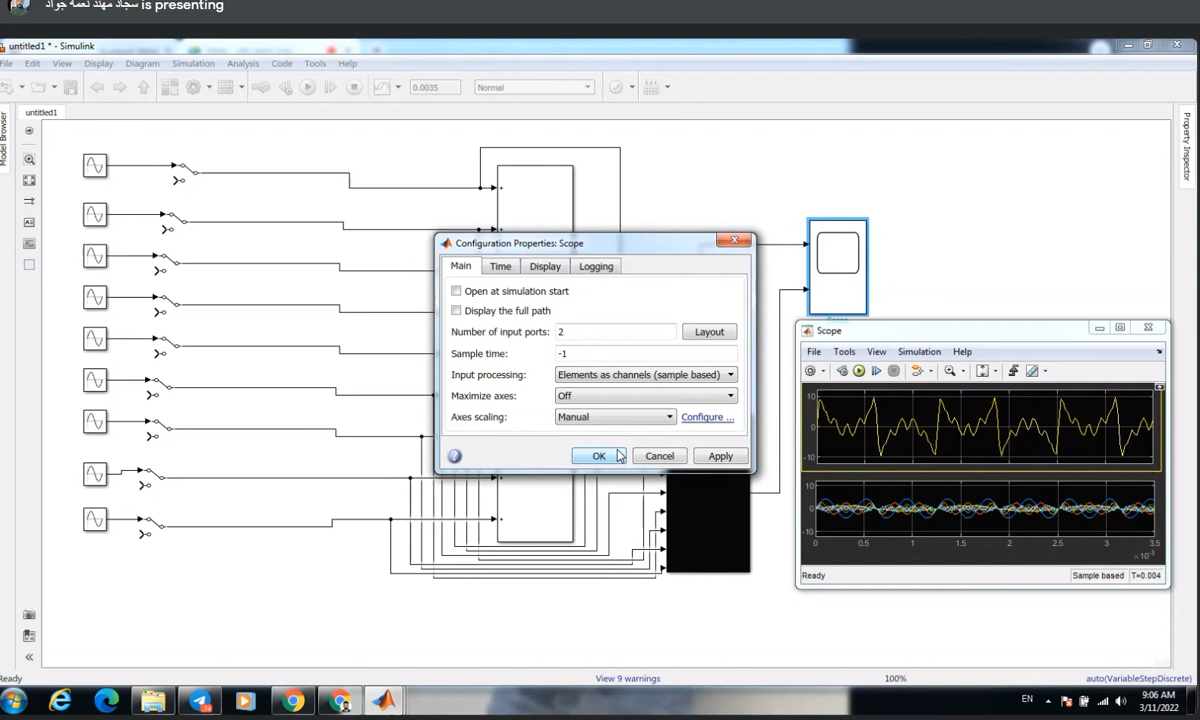 سجاد مهند نعمة جواد is presenting
untitled1 * - Simulink
File Edit View Display Diagram Simulation Analysis Code Tools Help
0.0035 Normal
untitled1
Model Browser
Property Inspector
Configuration Properties: Scope
Main Time Display Logging
Open at simulation start
Display the full path
Number of input ports: 2 Layout
Sample time: -1
Input processing: Elements as channels (sample based)
Maximize axes: Off
Axes scaling: Manual Configure ...
OK Cancel Apply
Scope
File Tools View Simulation Help
10
0
-10
10
0
-10
0 0.5 1 1.5 2 2.5 3 3.5
×10⁻³
Ready Sample based T=0.004
Ready View 9 warnings 100% auto(VariableStepDiscrete)
EN 9:06 AM
3/11/2022